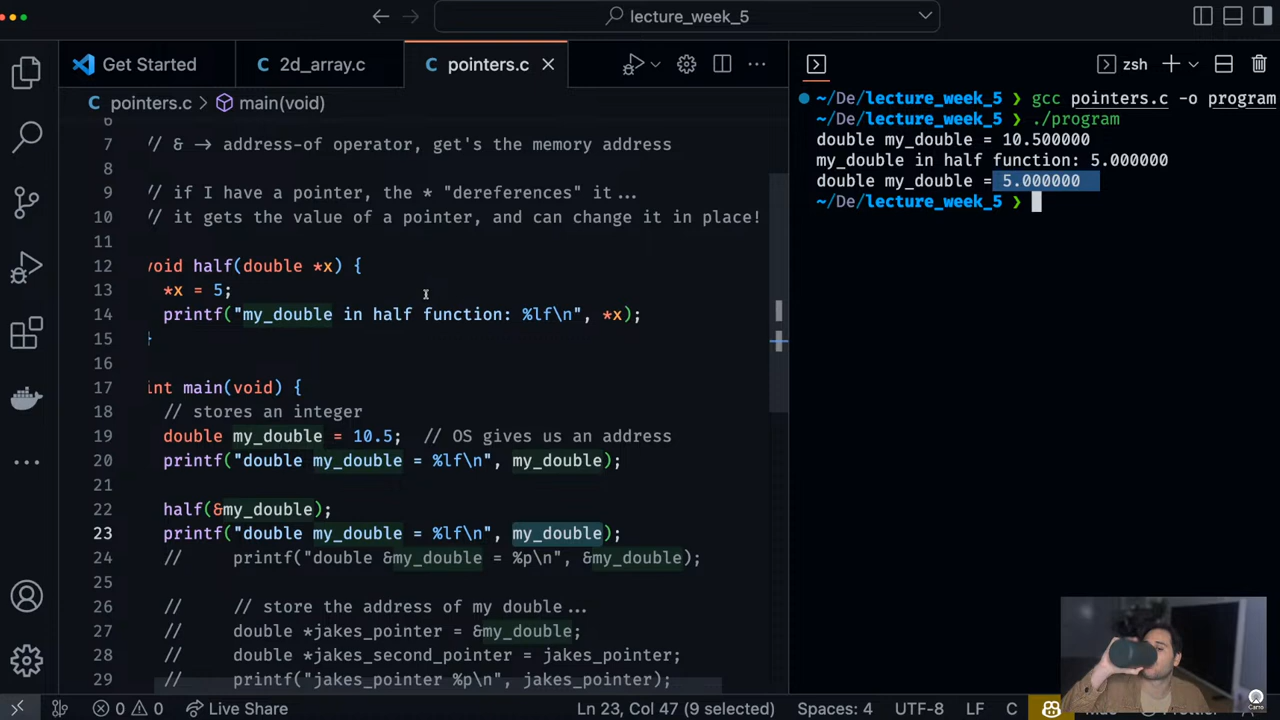 lecture_week_5
Get Started
2d_array.c
pointers.c
zsh
pointers.c > main(void)
6
7 // & -> address-of operator, get's the memory address
8
9 // if I have a pointer, the * "dereferences" it...
10 // it gets the value of a pointer, and can change it in place!
11
12 void half(double *x) {
13 *x = 5;
14 printf("my_double in half function: %lf\n", *x);
15 }
16
17 int main(void) {
18 // stores an integer
19 double my_double = 10.5; // OS gives us an address
20 printf("double my_double = %lf\n", my_double);
21
22 half(&my_double);
23 printf("double my_double = %lf\n", my_double);
24 // printf("double &my_double = %p\n", &my_double);
25
26 // // store the address of my double...
27 // double *jakes_pointer = &my_double;
28 // double *jakes_second_pointer = jakes_pointer;
29 // printf("jakes_pointer %p\n", jakes_pointer);
~/De/lecture_week_5 ❯ gcc pointers.c -o program
~/De/lecture_week_5 ❯ ./program
double my_double = 10.500000
my_double in half function: 5.000000
double my_double = 5.000000
~/De/lecture_week_5 ❯
0 0 Live Share Ln 23, Col 47 (9 selected) Spaces: 4 UTF-8 LF C